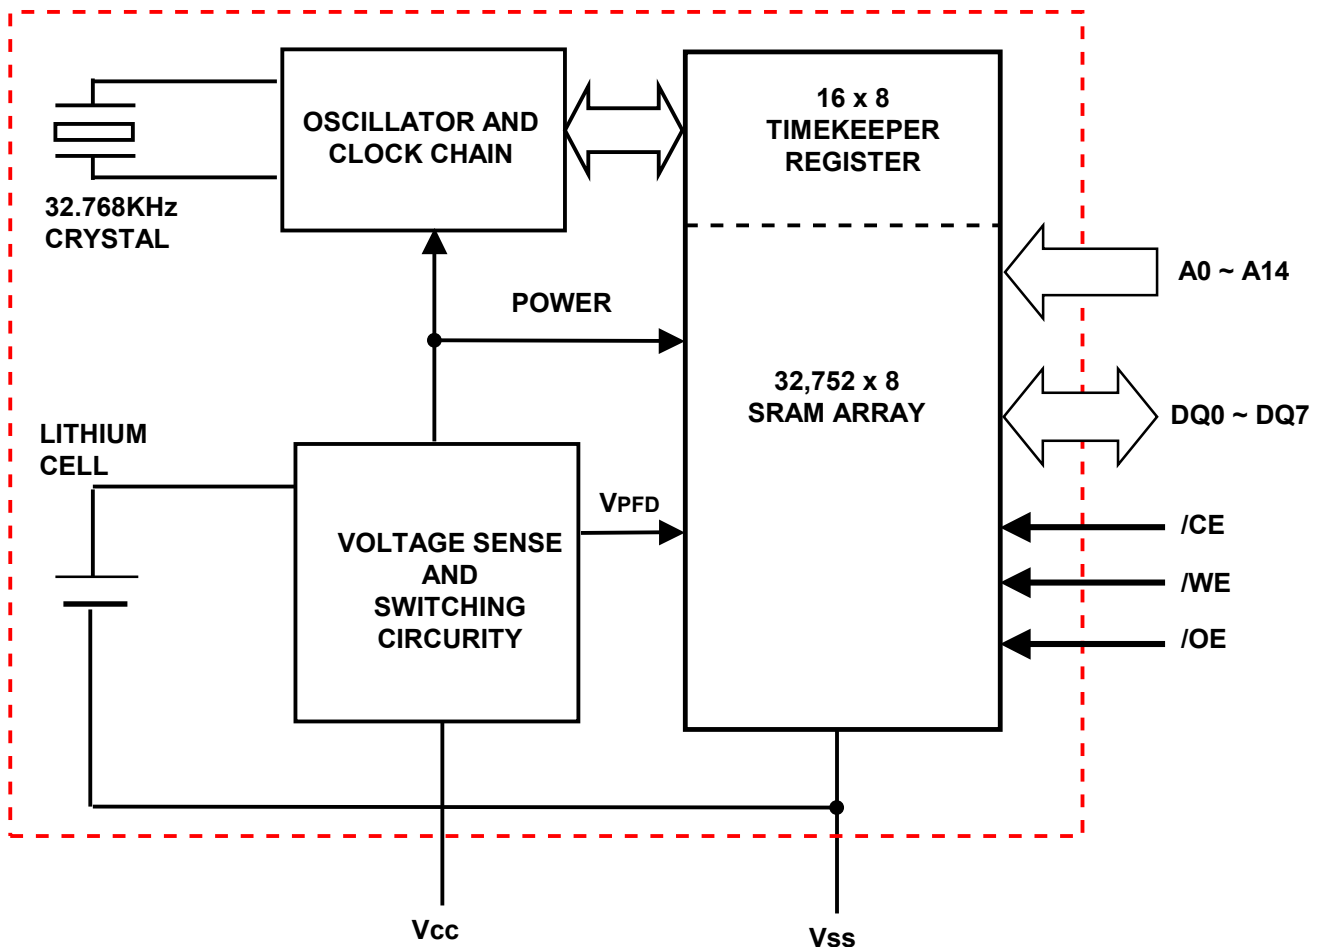 OSCILLATOR AND
CLOCK CHAIN
16 x 8
TIMEKEEPER
REGISTER
32.768KHz
CRYSTAL
A0 ~ A14
POWER
32,752 x 8
SRAM ARRAY
DQ0 ~ DQ7
LITHIUM
CELL
VPFD
/CE
VOLTAGE SENSE
AND
SWITCHING
CIRCURITY
/WE
/OE
Vcc
Vss